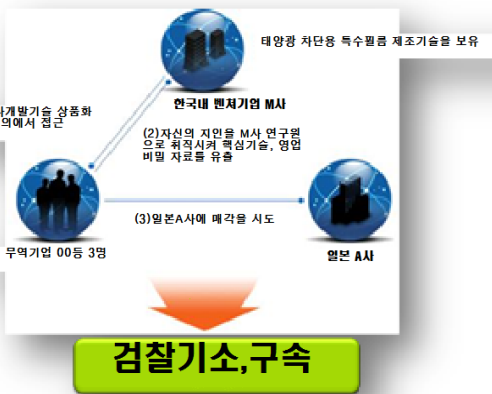 태양광 차단용 특수필름 제조기술을 보유
한국내 벤처기업 M사
개발기술 상품화
의에서 접근
(2)자신의 지인을 M사 연구원
으로 취직시켜 핵심기술, 영업
비밀 자료를 유출
(3)일본A사에 매각을 시도
무역기업 00등 3명
일본 A사
검찰기소,구속